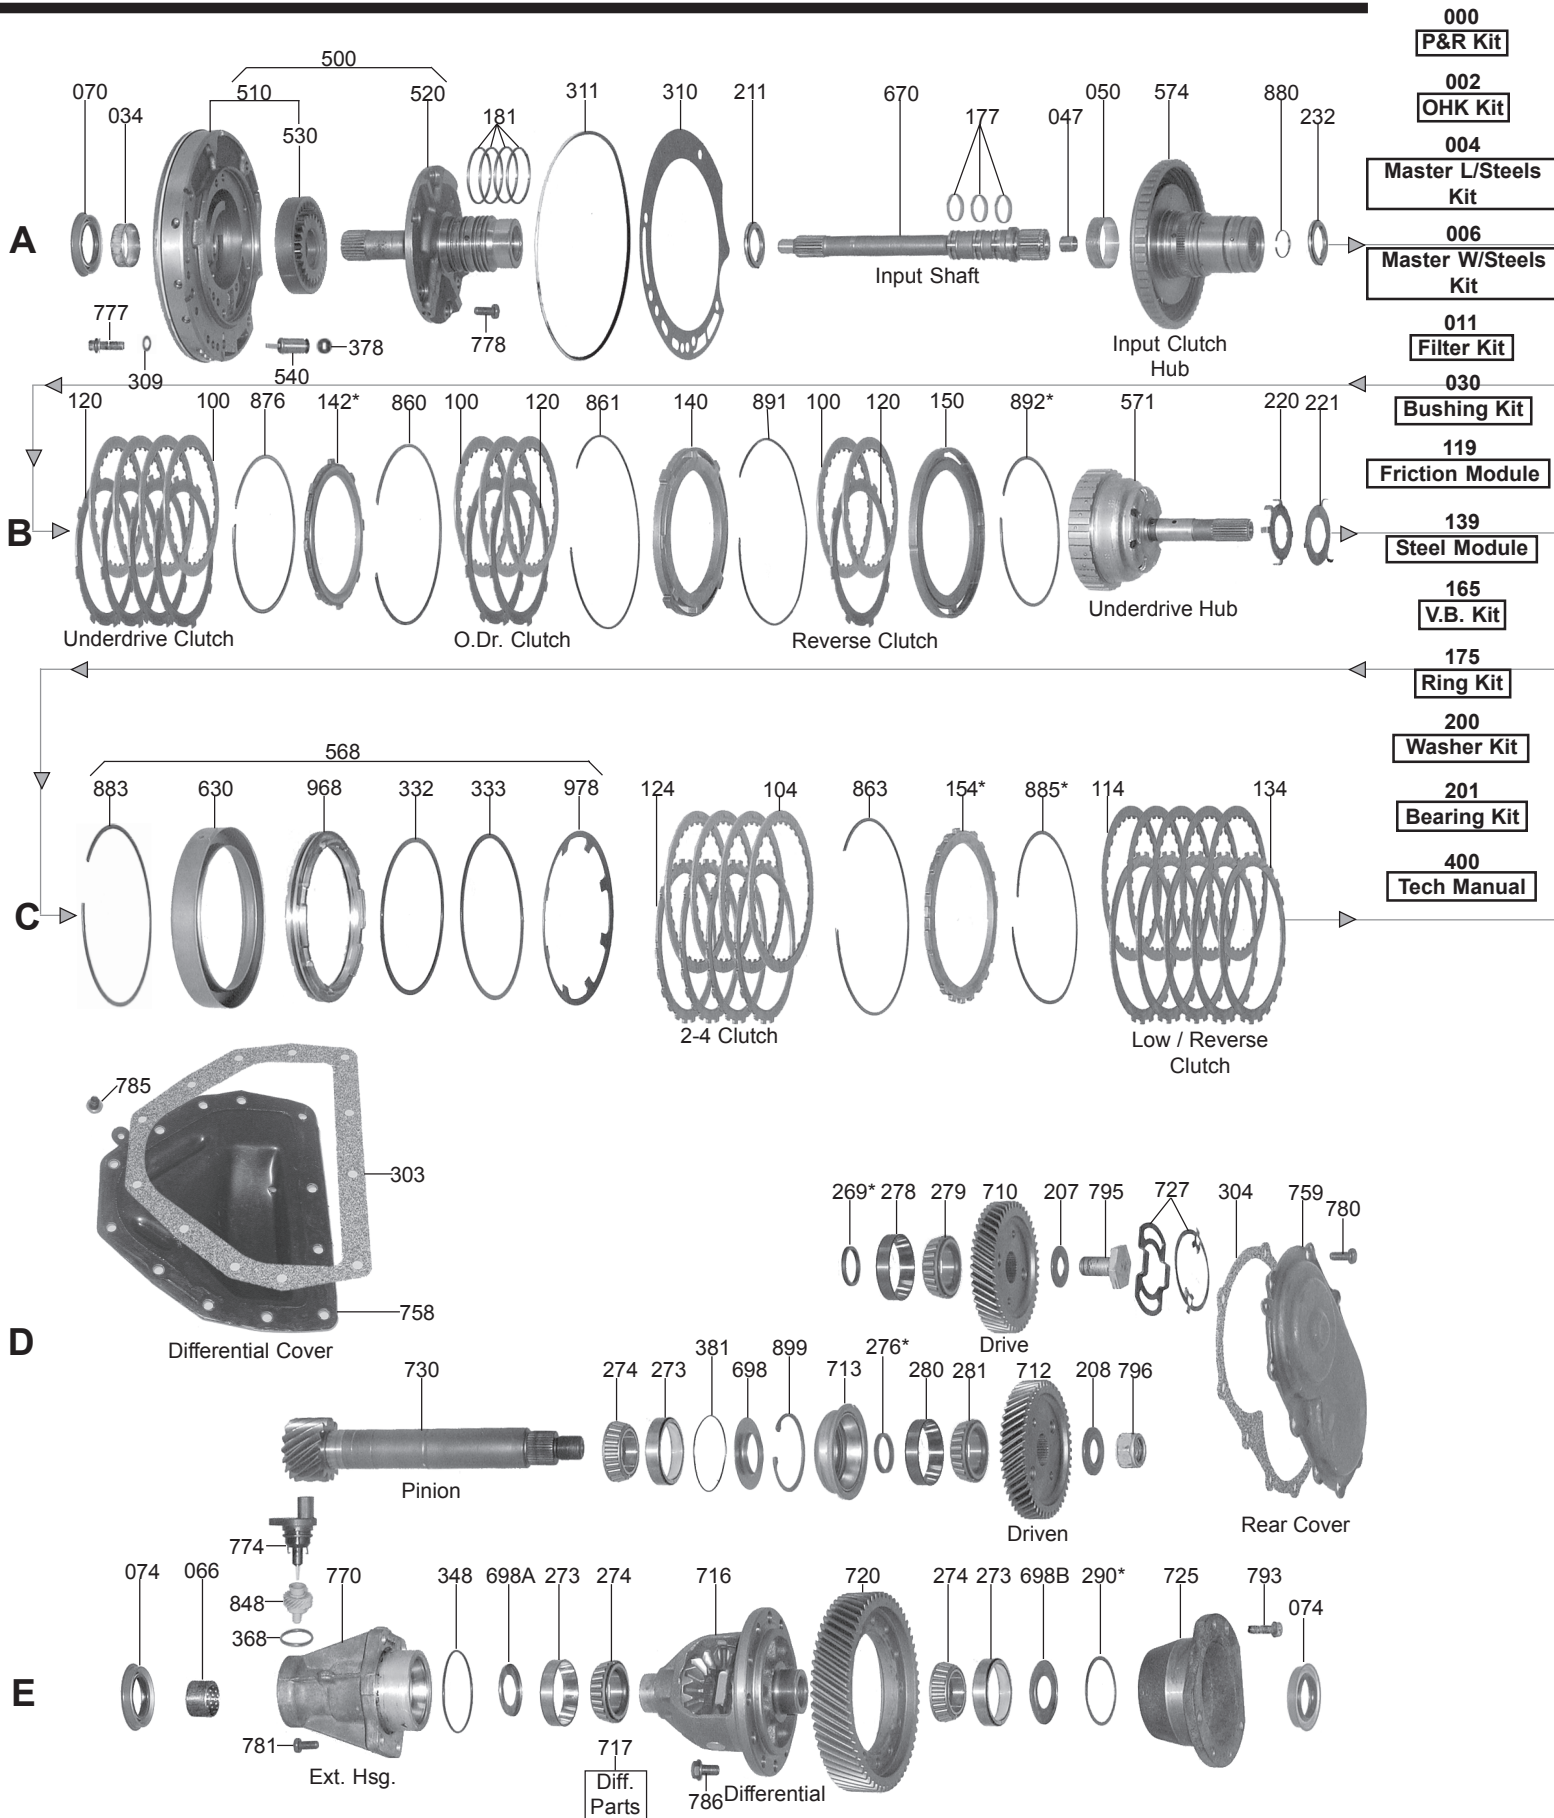 000
P&R Kit
002
OHK Kit
004
Master L/Steels
Kit
006
Master W/Steels
Kit
011
Filter Kit
030
Bushing Kit
119
Friction Module
139
Steel Module
165
V.B. Kit
175
Ring Kit
200
Washer Kit
201
Bearing Kit
400
Tech Manual
500
070 510 520 311 310 211 670 050 574 880
034 530 181 177 047 232
A
Input Shaft
777 778 378 Input Clutch
Hub
309 540
120 100 876 142* 860 100 120 861 140 891 100 120 150 892* 571 220 221
B
Underdrive Clutch O.Dr. Clutch Reverse Clutch Underdrive Hub
568
883 630 968 332 333 978 124 104 863 154* 885* 114 134
C
2-4 Clutch Low / Reverse
Clutch
785
303
269* 278 279 710 207 795 727 304 759 780
758
D
Differential Cover Drive
730 274 273 381 698 899 713 276* 280 281 712 208 796
Pinion Driven Rear Cover
774
074 066 770 348 698A 273 274 716 720 274 273 698B 290* 725 793 074
848
368
E
781 717
Ext. Hsg. Diff.
Parts
786 Differential